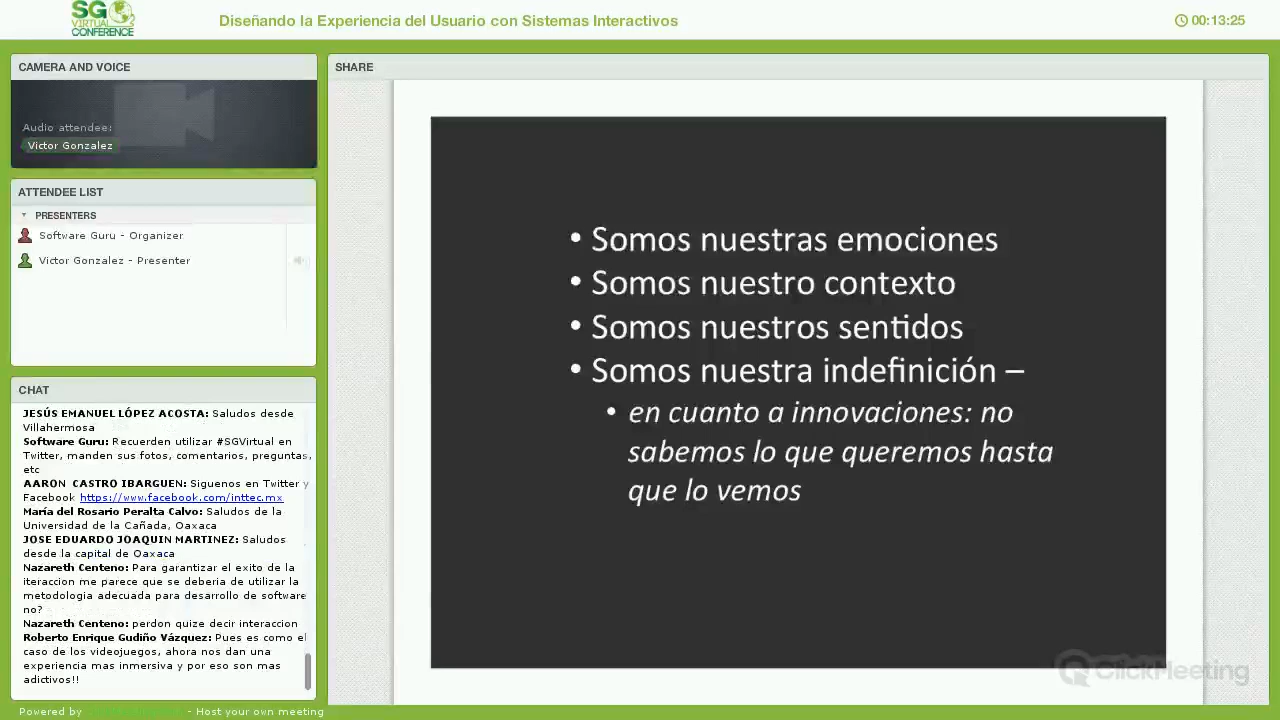 SG
VIRTUAL
CONFERENCE
Diseñando la Experiencia del Usuario con Sistemas Interactivos
00:13:25
CAMERA AND VOICE
Audio attendee:
Victor Gonzalez
ATTENDEE LIST
PRESENTERS
Software Guru - Organizer
Victor Gonzalez - Presenter
CHAT
JESÚS EMANUEL LÓPEZ ACOSTA: Saludos desde
Villahermosa
Software Guru: Recuerden utilizar #SGVirtual en
Twitter, manden sus fotos, comentarios, preguntas,
etc
AARON CASTRO IBARGUEN: Siguenos en Twitter y
Facebook https://www.facebook.com/inttec.mx
María del Rosario Peralta Calvo: Saludos de la
Universidad de la Cañada, Oaxaca
JOSE EDUARDO JOAQUIN MARTINEZ: Saludos
desde la capital de Oaxaca
Nazareth Centeno: Para garantizar el exito de la
iteraccion me parece que se deberia de utilizar la
metodologia adecuada para desarrollo de software
no?
Nazareth Centeno: perdon quize decir interaccion
Roberto Enrique Gudiño Vázquez: Pues es como el
caso de los videojuegos, ahora nos dan una
experiencia mas inmersiva y por eso son mas
adictivos!!
Powered by - Host your own meeting
SHARE
• Somos nuestras emociones
• Somos nuestro contexto
• Somos nuestros sentidos
• Somos nuestra indefinición –
• en cuanto a innovaciones: no
sabemos lo que queremos hasta
que lo vemos
ClickMeeting